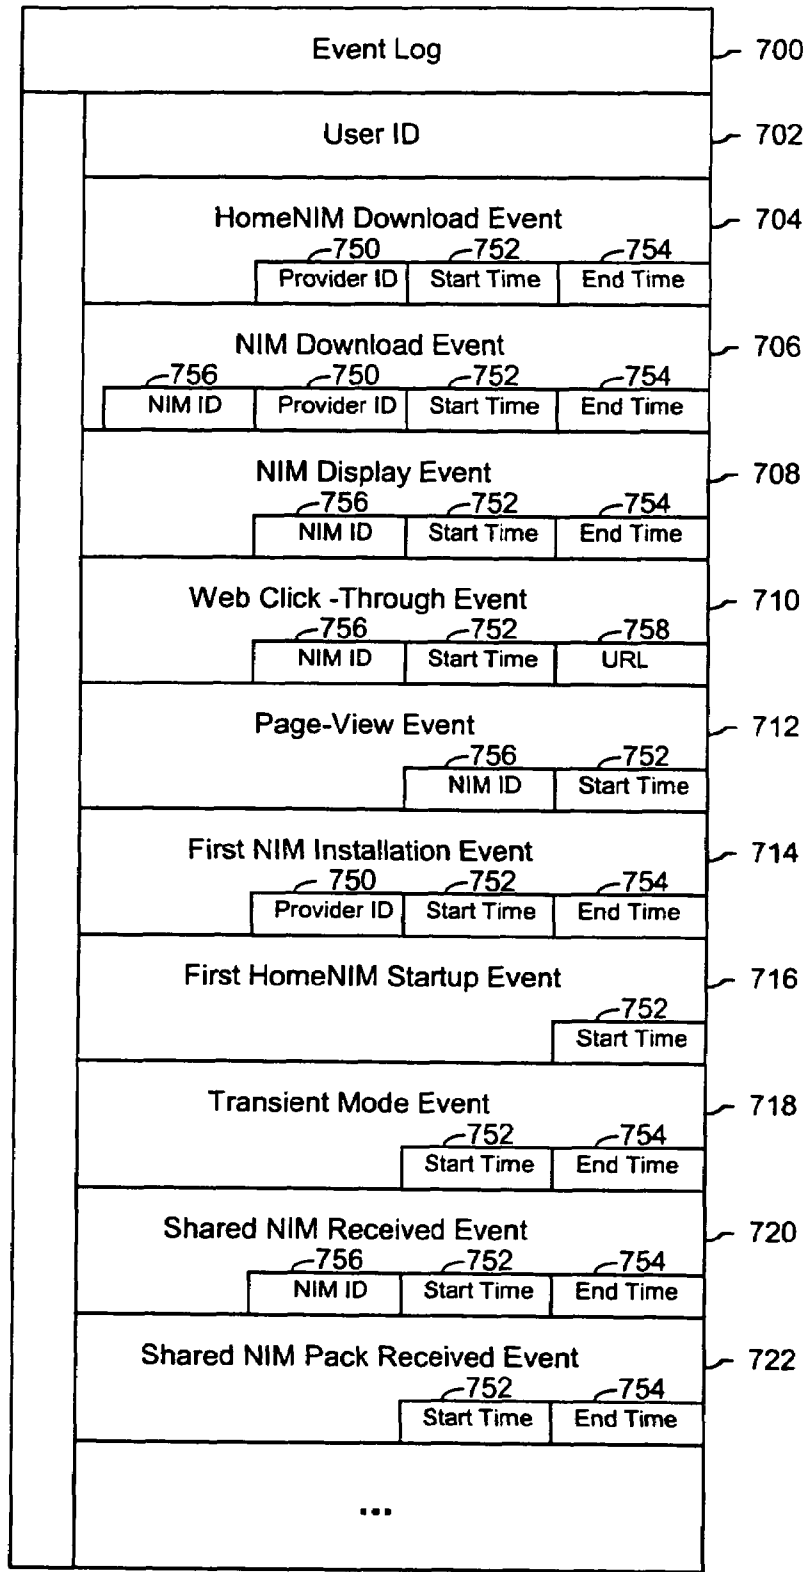 Event Log 700
User ID 702
HomeNIM Download Event 704
750 752 754
Provider ID Start Time End Time
NIM Download Event 706
756 750 752 754
NIM ID Provider ID Start Time End Time
NIM Display Event 708
756 752 754
NIM ID Start Time End Time
Web Click -Through Event 710
756 752 758
NIM ID Start Time URL
Page-View Event 712
756 752
NIM ID Start Time
First NIM Installation Event 714
750 752 754
Provider ID Start Time End Time
First HomeNIM Startup Event 716
752
Start Time
Transient Mode Event 718
752 754
Start Time End Time
Shared NIM Received Event 720
756 752 754
NIM ID Start Time End Time
Shared NIM Pack Received Event 722
752 754
Start Time End Time
...